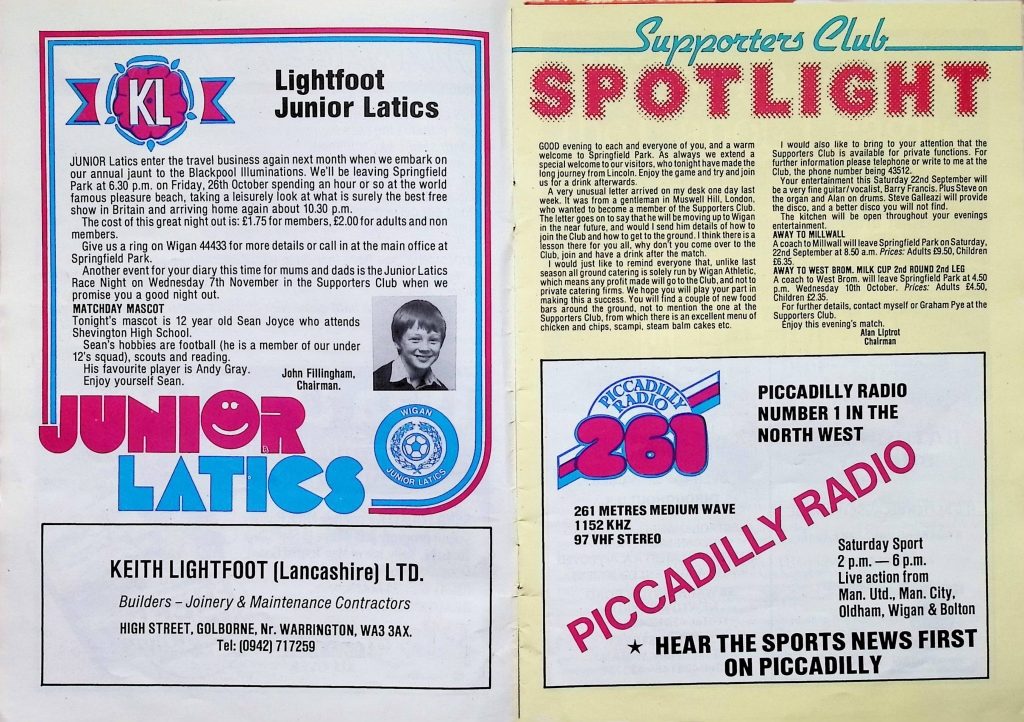 KL
Lightfoot
Junior Latics
JUNIOR Latics enter the travel business again next month when we embark on
our annual jaunt to the Blackpool Illuminations. We'll be leaving Springfield
Park at 6.30 p.m. on Friday, 26th October spending an hour or so at the world
famous pleasure beach, taking a leisurely look at what is surely the best free
show in Britain and arriving home again about 10.30 p.m.
The cost of this great night out is: £1.75 for members, £2.00 for adults and non
members.
Give us a ring on Wigan 44433 for more details or call in at the main office at
Springfield Park.
Another event for your diary this time for mums and dads is the Junior Latics
Race Night on Wednesday 7th November in the Supporters Club when we
promise you a good night out.
MATCHDAY MASCOT
Tonight's mascot is 12 year old Sean Joyce who attends
Shevington High School.
Sean's hobbies are football (he is a member of our under
12's squad), scouts and reading.
His favourite player is Andy Gray.
Enjoy yourself Sean.
John Fillingham,
Chairman.
JUNIOR
LATICS
WIGAN
JUNIOR LATICS
KEITH LIGHTFOOT (Lancashire) LTD.
Builders – Joinery & Maintenance Contractors
HIGH STREET, GOLBORNE, Nr. WARRINGTON, WA3 3AX.
Tel: (0942) 717259
Supporters Club
SPOTLIGHT
GOOD evening to each and everyone of you, and a warm
welcome to Springfield Park. As always we extend a
special welcome to our visitors, who tonight have made the
long journey from Lincoln. Enjoy the game and try and join
us for a drink afterwards.
A very unusual letter arrived on my desk one day last
week. It was from a gentleman in Muswell Hill, London,
who wanted to become a member of the Supporters Club.
The letter goes on to say that he will be moving up to Wigan
in the near future, and would I send him details of how to
join the Club and how to get to the ground. I think there is a
lesson there for you all, why don't you come over to the
Club, join and have a drink after the match.
I would just like to remind everyone that, unlike last
season all ground catering is solely run by Wigan Athletic,
which means any profit made will go to the Club, and not to
private catering firms. We hope you will play your part in
making this a success. You will find a couple of new food
bars around the ground, not to mention the one at the
Supporters Club, from which there is an excellent menu of
chicken and chips, scampi, steam balm cakes etc.
I would also like to bring to your attention that the
Supporters Club is available for private functions. For
further information please telephone or write to me at the
Club, the phone number being 43512.
Your entertainment this Saturday 22nd September will
be a very fine guitar/vocalist, Barry Francis. Plus Steve on
the organ and Alan on drums. Steve Galleazi will provide
the disco, and a better disco you will not find.
The kitchen will be open throughout your evenings
entertainment.
AWAY TO MILLWALL
A coach to Millwall will leave Springfield Park on Saturday,
22nd September at 8.50 a.m. Prices: Adults £9.50, Children
£6.35.
AWAY TO WEST BROM. MILK CUP 2nd ROUND 2nd LEG
A coach to West Brom. will leave Springfield Park at 4.50
p.m. Wednesday 10th October. Prices: Adults £4.50,
Children £2.35.
For further details, contact myself or Graham Pye at the
Supporters Club.
Enjoy this evening's match.
Alan Liptrot
Chairman
PICCADILLY
RADIO
261
PICCADILLY RADIO
NUMBER 1 IN THE
NORTH WEST
261 METRES MEDIUM WAVE
1152 KHZ
97 VHF STEREO
PICCADILLY RADIO
Saturday Sport
2 p.m. — 6 p.m.
Live action from
Man. Utd., Man. City,
Oldham, Wigan & Bolton
★ HEAR THE SPORTS NEWS FIRST
ON PICCADILLY